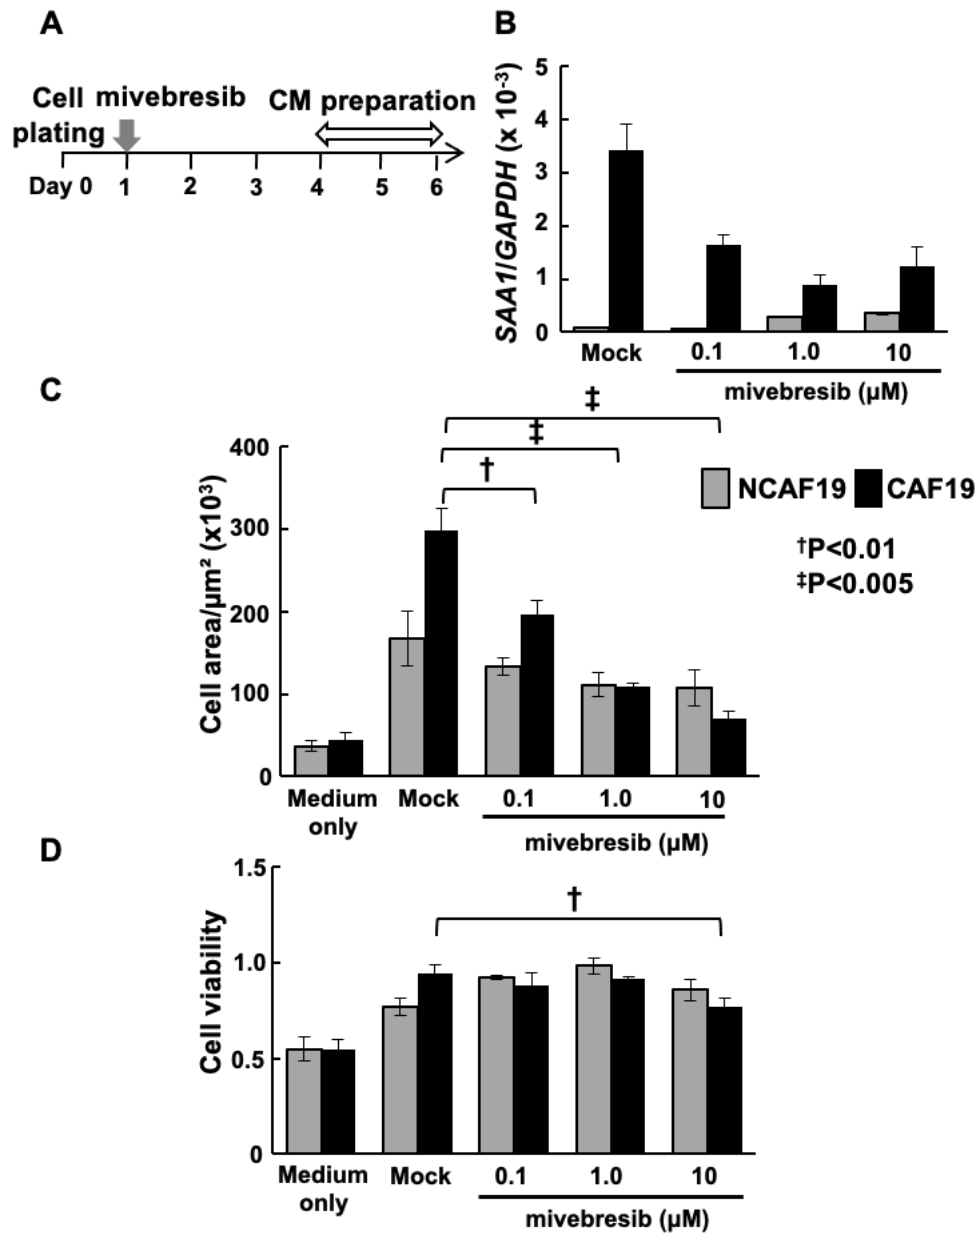 A
Cell mivebresib CM preparation
plating
Day 0 1 2 3 4 5 6
B
SAA1/GAPDH (x 10⁻³)
5
4
3
2
1
0
Mock 0.1 1.0 10
mivebresib (μM)
C
‡
‡
†
Cell area/μm² (x10³)
400
300
200
100
0
NCAF19 CAF19
†P<0.01
‡P<0.005
Medium only Mock 0.1 1.0 10
mivebresib (μM)
D
†
Cell viability
1.5
1.0
0.5
0
Medium only Mock 0.1 1.0 10
mivebresib (μM)